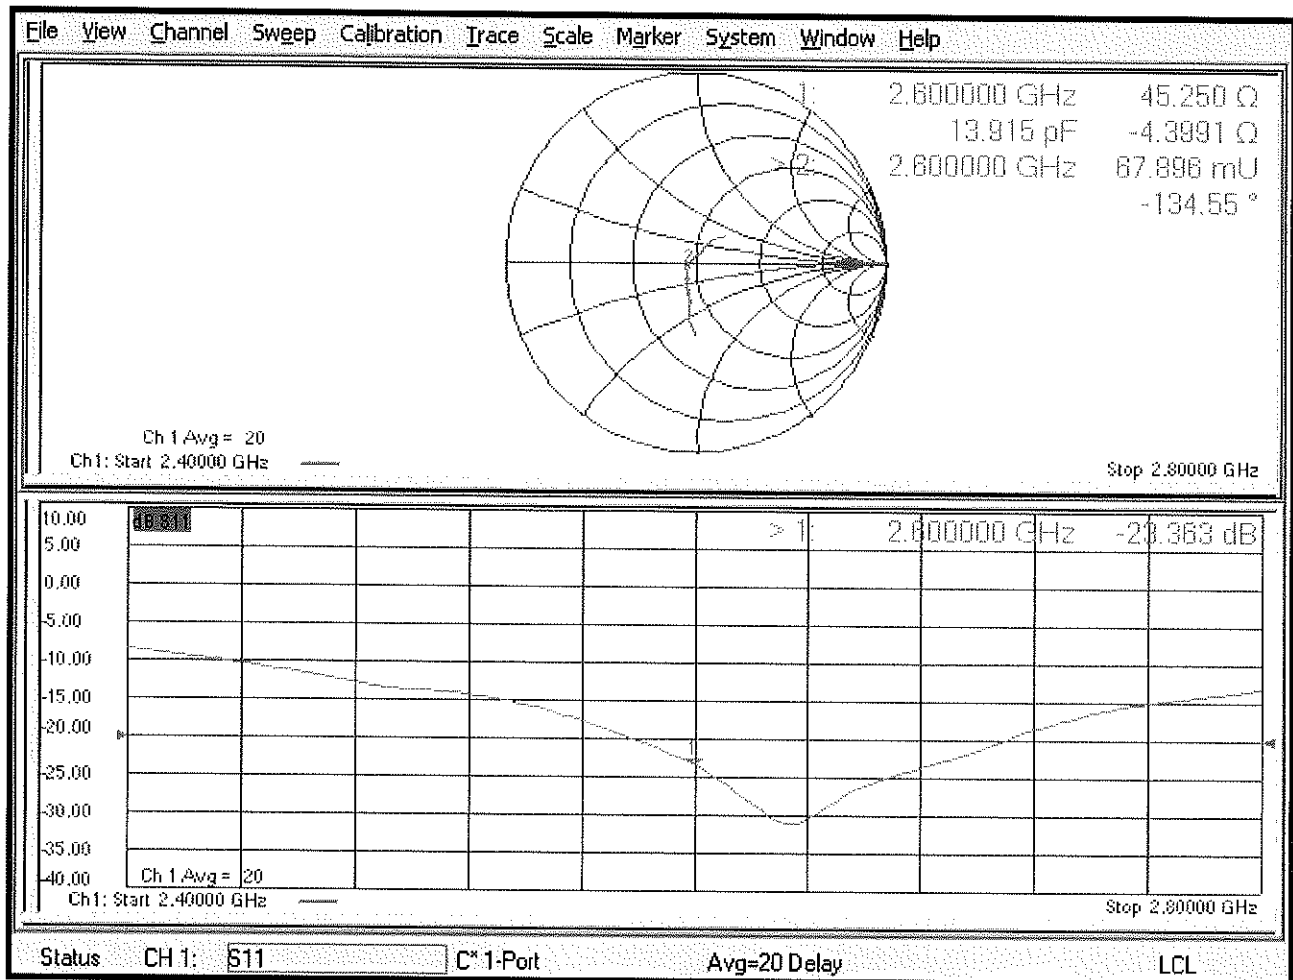 File View Channel Sweep Calibration Trace Scale Marker System Window Help
1: 2.600000 GHz 45.250 Ω
13.915 pF -4.3991 Ω
> 2: 2.600000 GHz 67.896 mU
-134.55 °
2
Ch 1 Avg = 20
Ch1: Start 2.40000 GHz
Stop 2.80000 GHz
10.00
dB S11
> 1: 2.600000 GHz -23.363 dB
5.00
0.00
-5.00
-10.00
-15.00
-20.00
1
-25.00
-30.00
-35.00
-40.00
Ch 1 Avg = 20
Ch1: Start 2.40000 GHz
Stop 2.80000 GHz
Status CH 1: S11 C* 1-Port Avg=20 Delay LCL